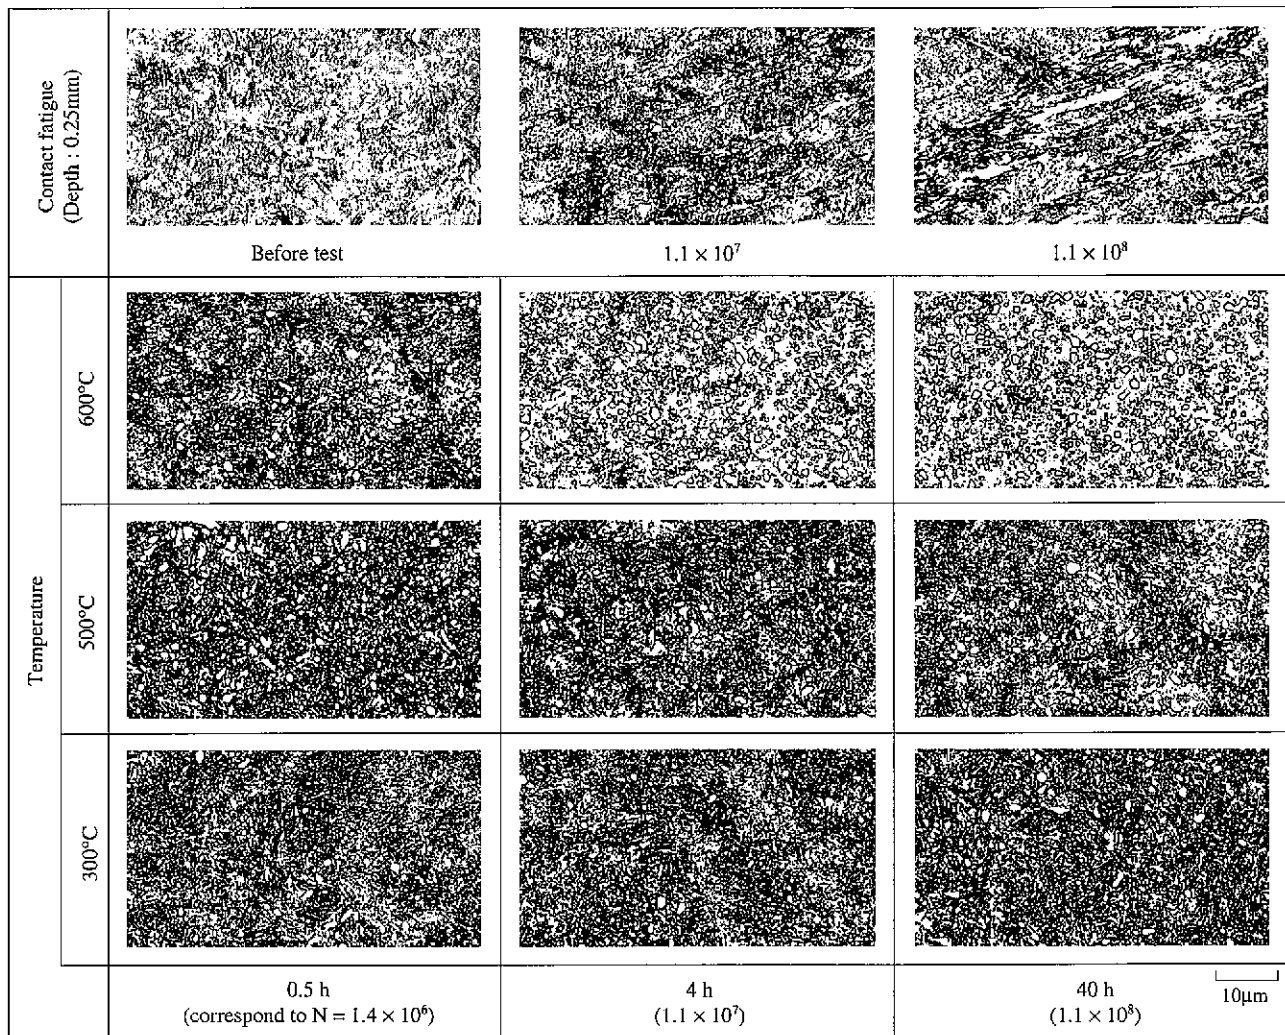 Contact fatigue
(Depth : 0.25mm)
Before test
1.1 × 10⁷
1.1 × 10⁸
Temperature
600°C
500°C
300°C
0.5 h
(correspond to N = 1.4 × 10⁶)
4 h
(1.1 × 10⁷)
40 h
(1.1 × 10⁸)
10μm